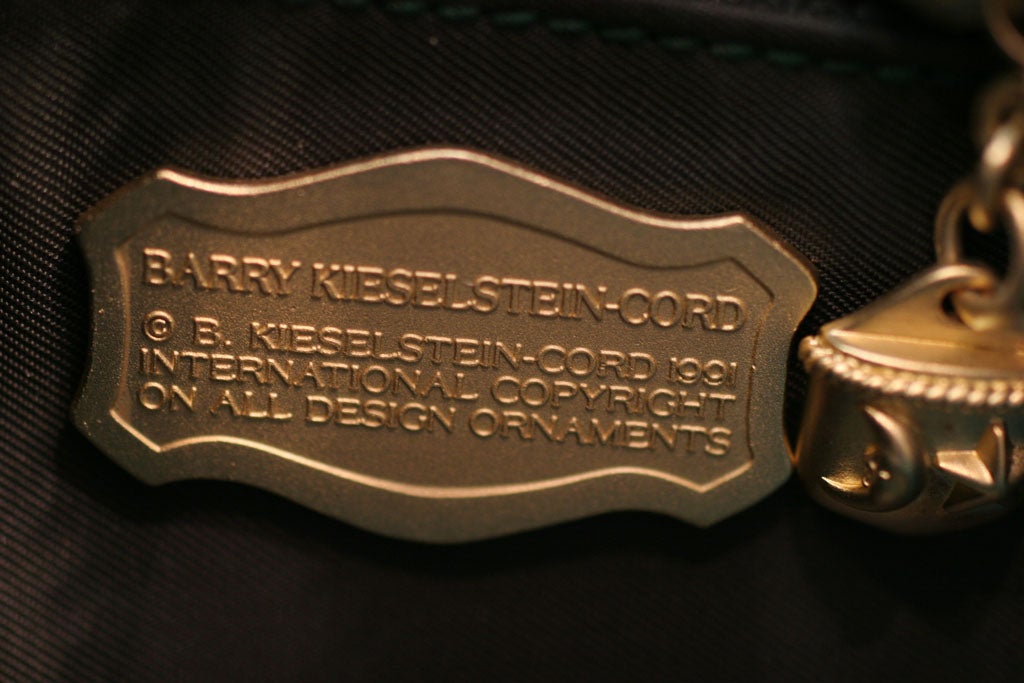 BARRY KIESELSTEIN-CORD
© B. KIESELSTEIN-CORD 1991
INTERNATIONAL COPYRIGHT
ON ALL DESIGN ORNAMENTS